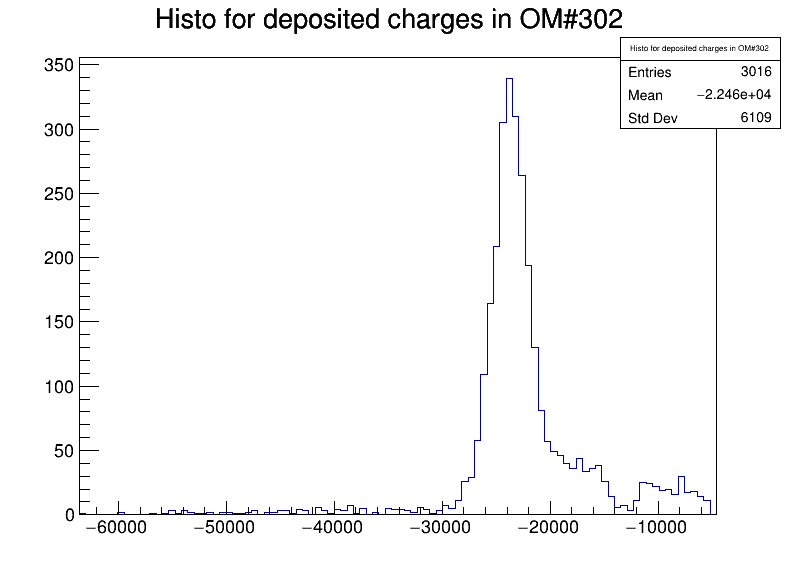 Histo for deposited charges in OM#302
Histo for deposited charges in OM#302
Entries 3016
Mean −2.246e+04
Std Dev 6109
350
300
250
200
150
100
50
0
−60000 −50000 −40000 −30000 −20000 −10000